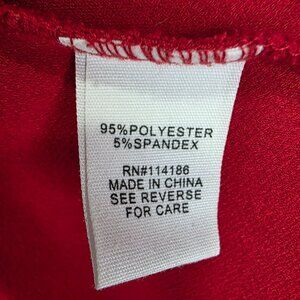 95%POLYESTER
5%SPANDEX
RN#114186
MADE IN CHINA
SEE REVERSE
FOR CARE